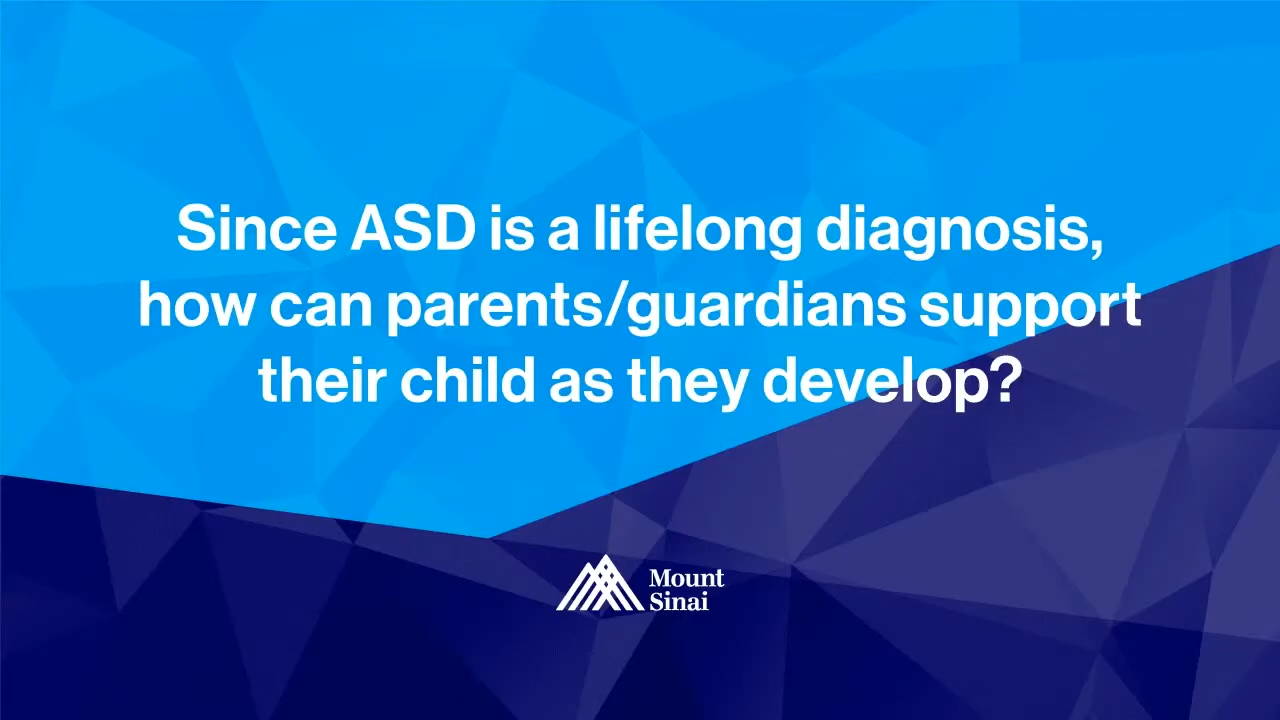 Since ASD is a lifelong diagnosis,
how can parents/guardians support
their child as they develop?
Mount
Sinai